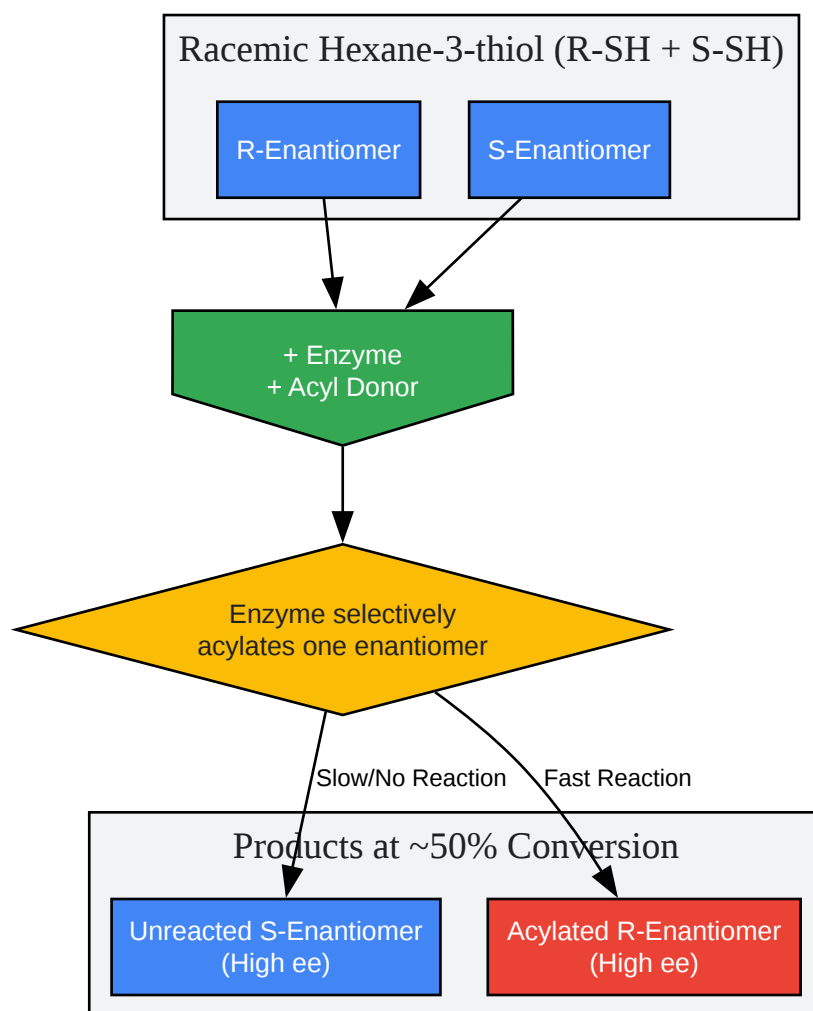 Racemic Hexane-3-thiol (R-SH + S-SH)
R-Enantiomer
S-Enantiomer
+ Enzyme
+ Acyl Donor
Enzyme selectively
acylates one enantiomer
Slow/No Reaction
Fast Reaction
Products at ~50% Conversion
Unreacted S-Enantiomer
(High ee)
Acylated R-Enantiomer
(High ee)